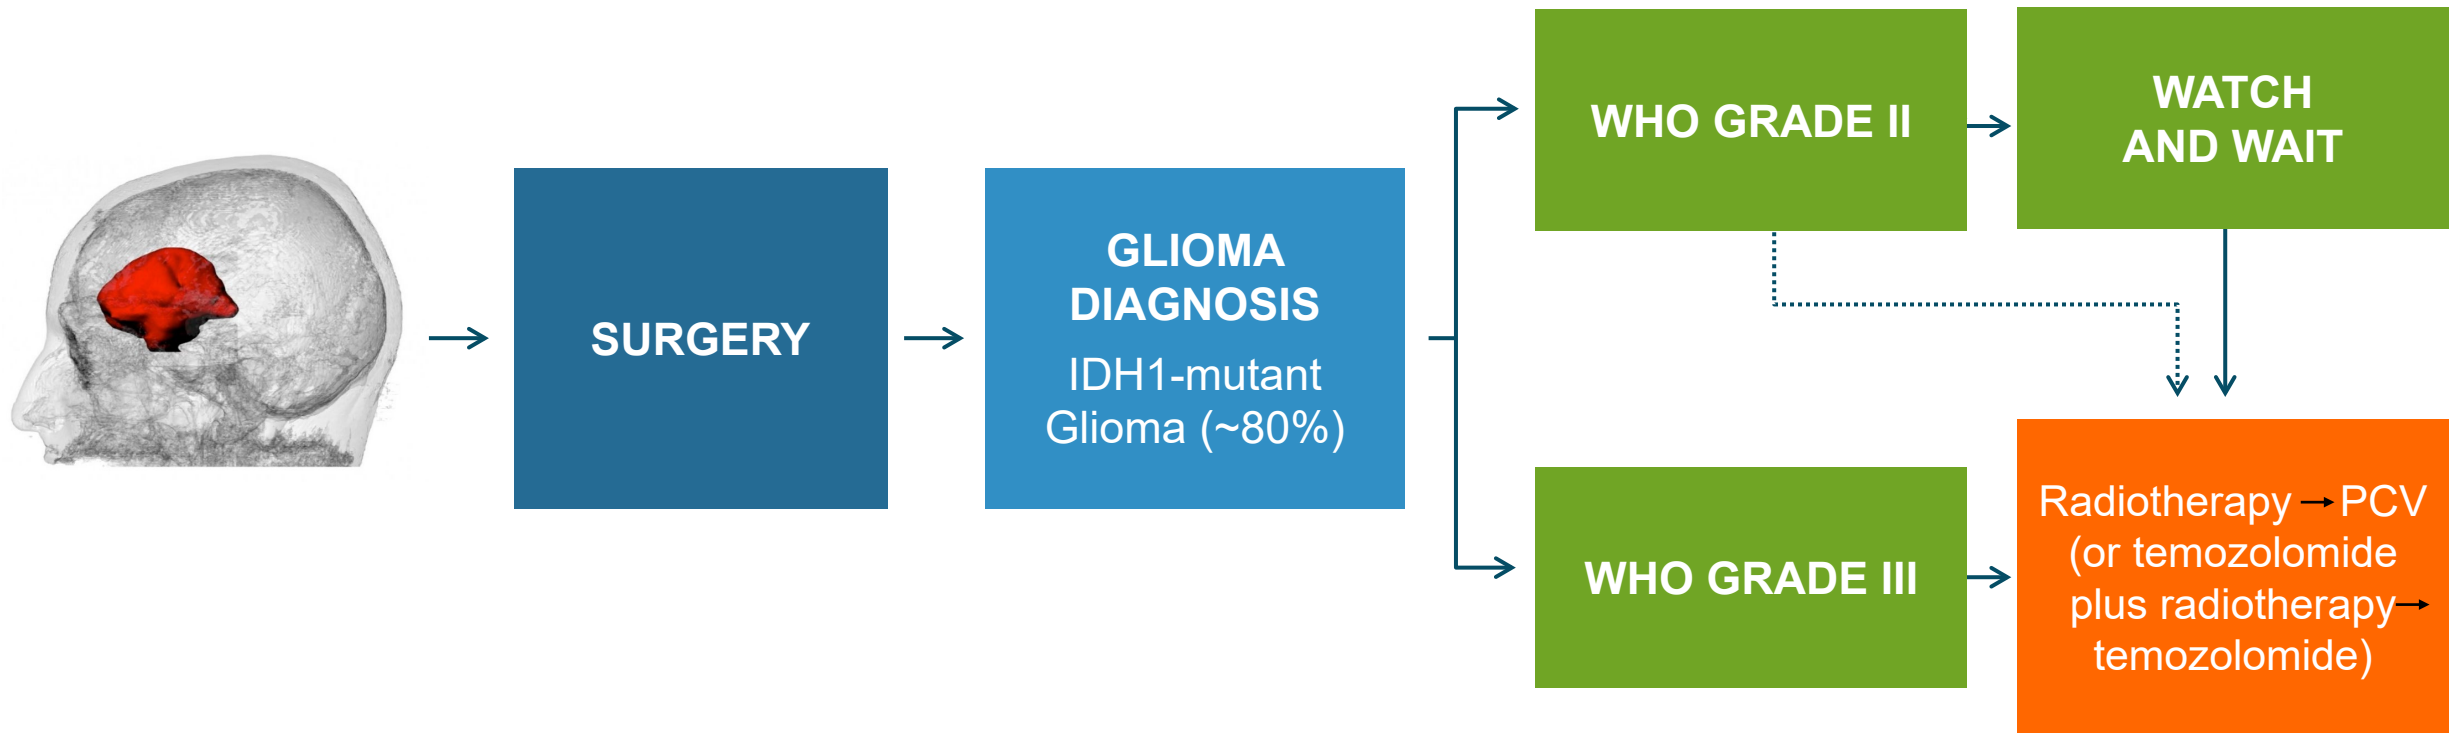 SURGERY
GLIOMA
DIAGNOSIS
IDH1-mutant
Glioma (~80%)
WHO GRADE II
WATCH
AND WAIT
WHO GRADE III
Radiotherapy → PCV
(or temozolomide
plus radiotherapy→
temozolomide)